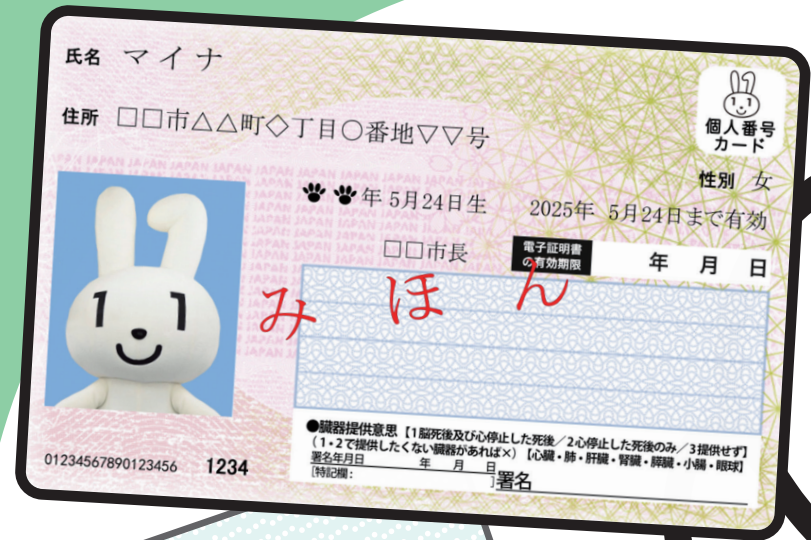 氏名 マイナ
住所 □□市△△町◇丁目○番地▽▽号
個人番号
カード
性別 女
年 5月24日生
2025年 5月24日まで有効
□□市長
電子証明書
の有効期限
年 月 日
みほん
JAPAN JAPAN JAPAN JAPAN JAPAN
●臓器提供意思【1脳死後及び心停止した死後／2心停止した死後のみ／3提供せず】
（1・2で提供したくない臓器があれば×）【心臓・肺・肝臓・腎臓・膵臓・小腸・眼球】
署名年月日 年 月 日
[特記欄： ]署名
01234567890123456 1234